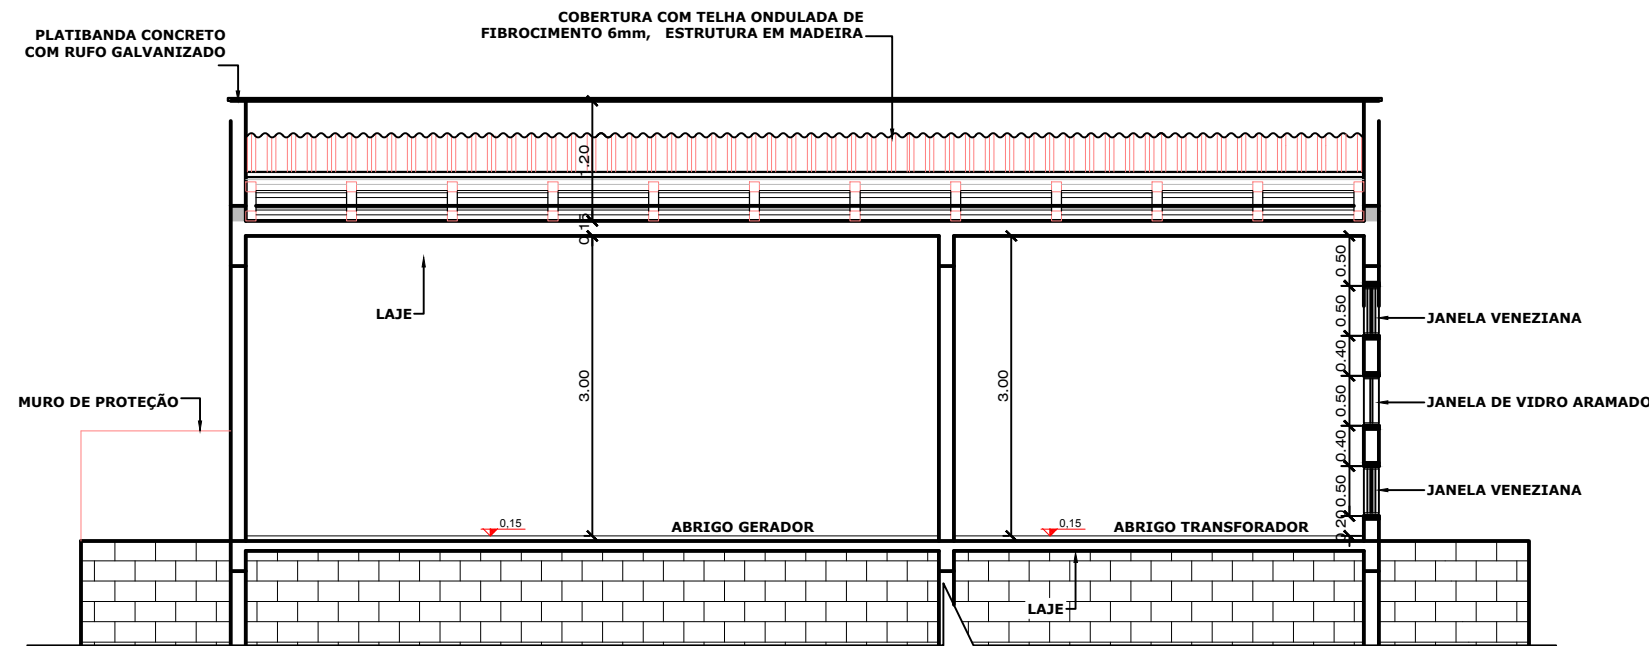 COBERTURA COM TELHA ONDULADA DE
FIBROCIMENTO 6mm, ESTRUTURA EM MADEIRA
PLATIBANDA CONCRETO
COM RUFO GALVANIZADO
1.20
0.15
0.50
LAJE
0.50
JANELA VENEZIANA
0.40
3.00
3.00
MURO DE PROTEÇÃO
0.50
JANELA DE VIDRO ARAMADO
0.40
0.50
JANELA VENEZIANA
0,15
ABRIGO GERADOR
0,15
ABRIGO TRANSFORADOR
0.20
LAJE